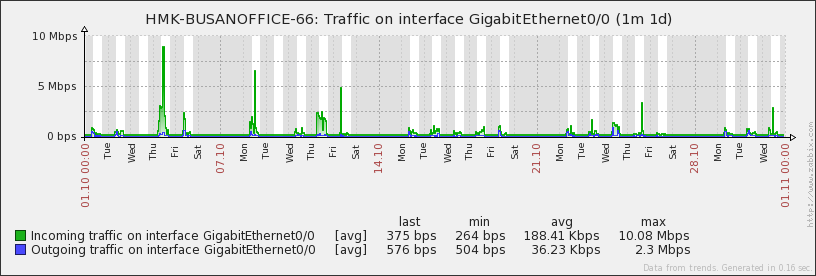 HMK-BUSANOFFICE-66: Traffic on interface GigabitEthernet0/0 (1m 1d)
10 Mbps
5 Mbps
0 bps
01.10 00:00 Tue Wed Thu Fri Sat 07.10 Mon Tue Wed Thu Fri Sat 14.10 Mon Tue Wed Thu Fri Sat 21.10 Mon Tue Wed Thu Fri Sat 28.10 Mon Tue Wed 01.11 00:00
last min avg max
Incoming traffic on interface GigabitEthernet0/0 [avg] 375 bps 264 bps 188.41 Kbps 10.08 Mbps
Outgoing traffic on interface GigabitEthernet0/0 [avg] 576 bps 504 bps 36.23 Kbps 2.3 Mbps
http://www.zabbix.com
Data from trends. Generated in 0.16 sec